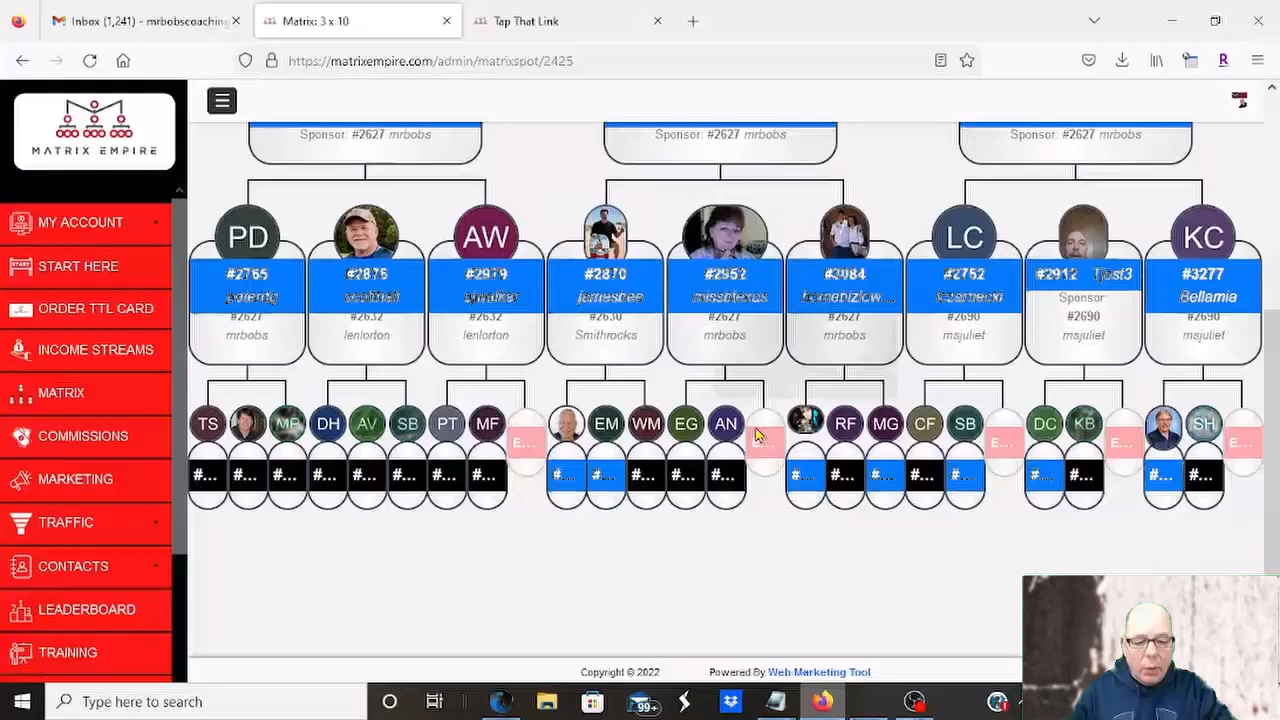 Inbox (1,241) - mrbobscoaching
Matrix: 3 x 10
Tap That Link
https://matrixempire.com/admin/matrixspot/2425
MATRIX EMPIRE
Sponsor: #2627 mrbobs
Sponsor: #2627 mrbobs
Sponsor: #2627 mrbobs
MY ACCOUNT
START HERE
ORDER TTL CARD
INCOME STREAMS
MATRIX
COMMISSIONS
MARKETING
TRAFFIC
CONTACTS
LEADERBOARD
TRAINING
PD
AW
LC
KC
#2765
#2875
#2979
#2870
#2952
#3084
#2752
#2912 Tjost3
#3277
jamesbee
missblexus
homebizlow...
Sponsor
Bellamia
#2627
#2632
#2632
#2630
#2627
#2627
#2690
#2690
#2690
mrbobs
lenlorton
lenlorton
Smithrocks
mrbobs
mrbobs
msjuliet
msjuliet
msjuliet
TS
MP
DH
AV
SB
PT
MF
E...
EM
WM
EG
AN
E...
RF
MG
CF
SB
E...
DC
KB
E...
SH
E...
#... #... #... #... #... #... #... #... #... #... #... #... #... #... #... #... #... #... #... #... #... #...
Copyright © 2022 Powered By Web Marketing Tool
Type here to search
99+